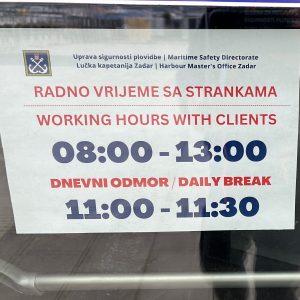 Uprava sigurnosti plovidbe | Maritime Safety Directorate
Lučka kapetanija Zadar | Harbour Master's Office Zadar
RADNO VRIJEME SA STRANKAMA
WORKING HOURS WITH CLIENTS
08:00 - 13:00
DNEVNI ODMOR / DAILY BREAK
11:00 - 11:30